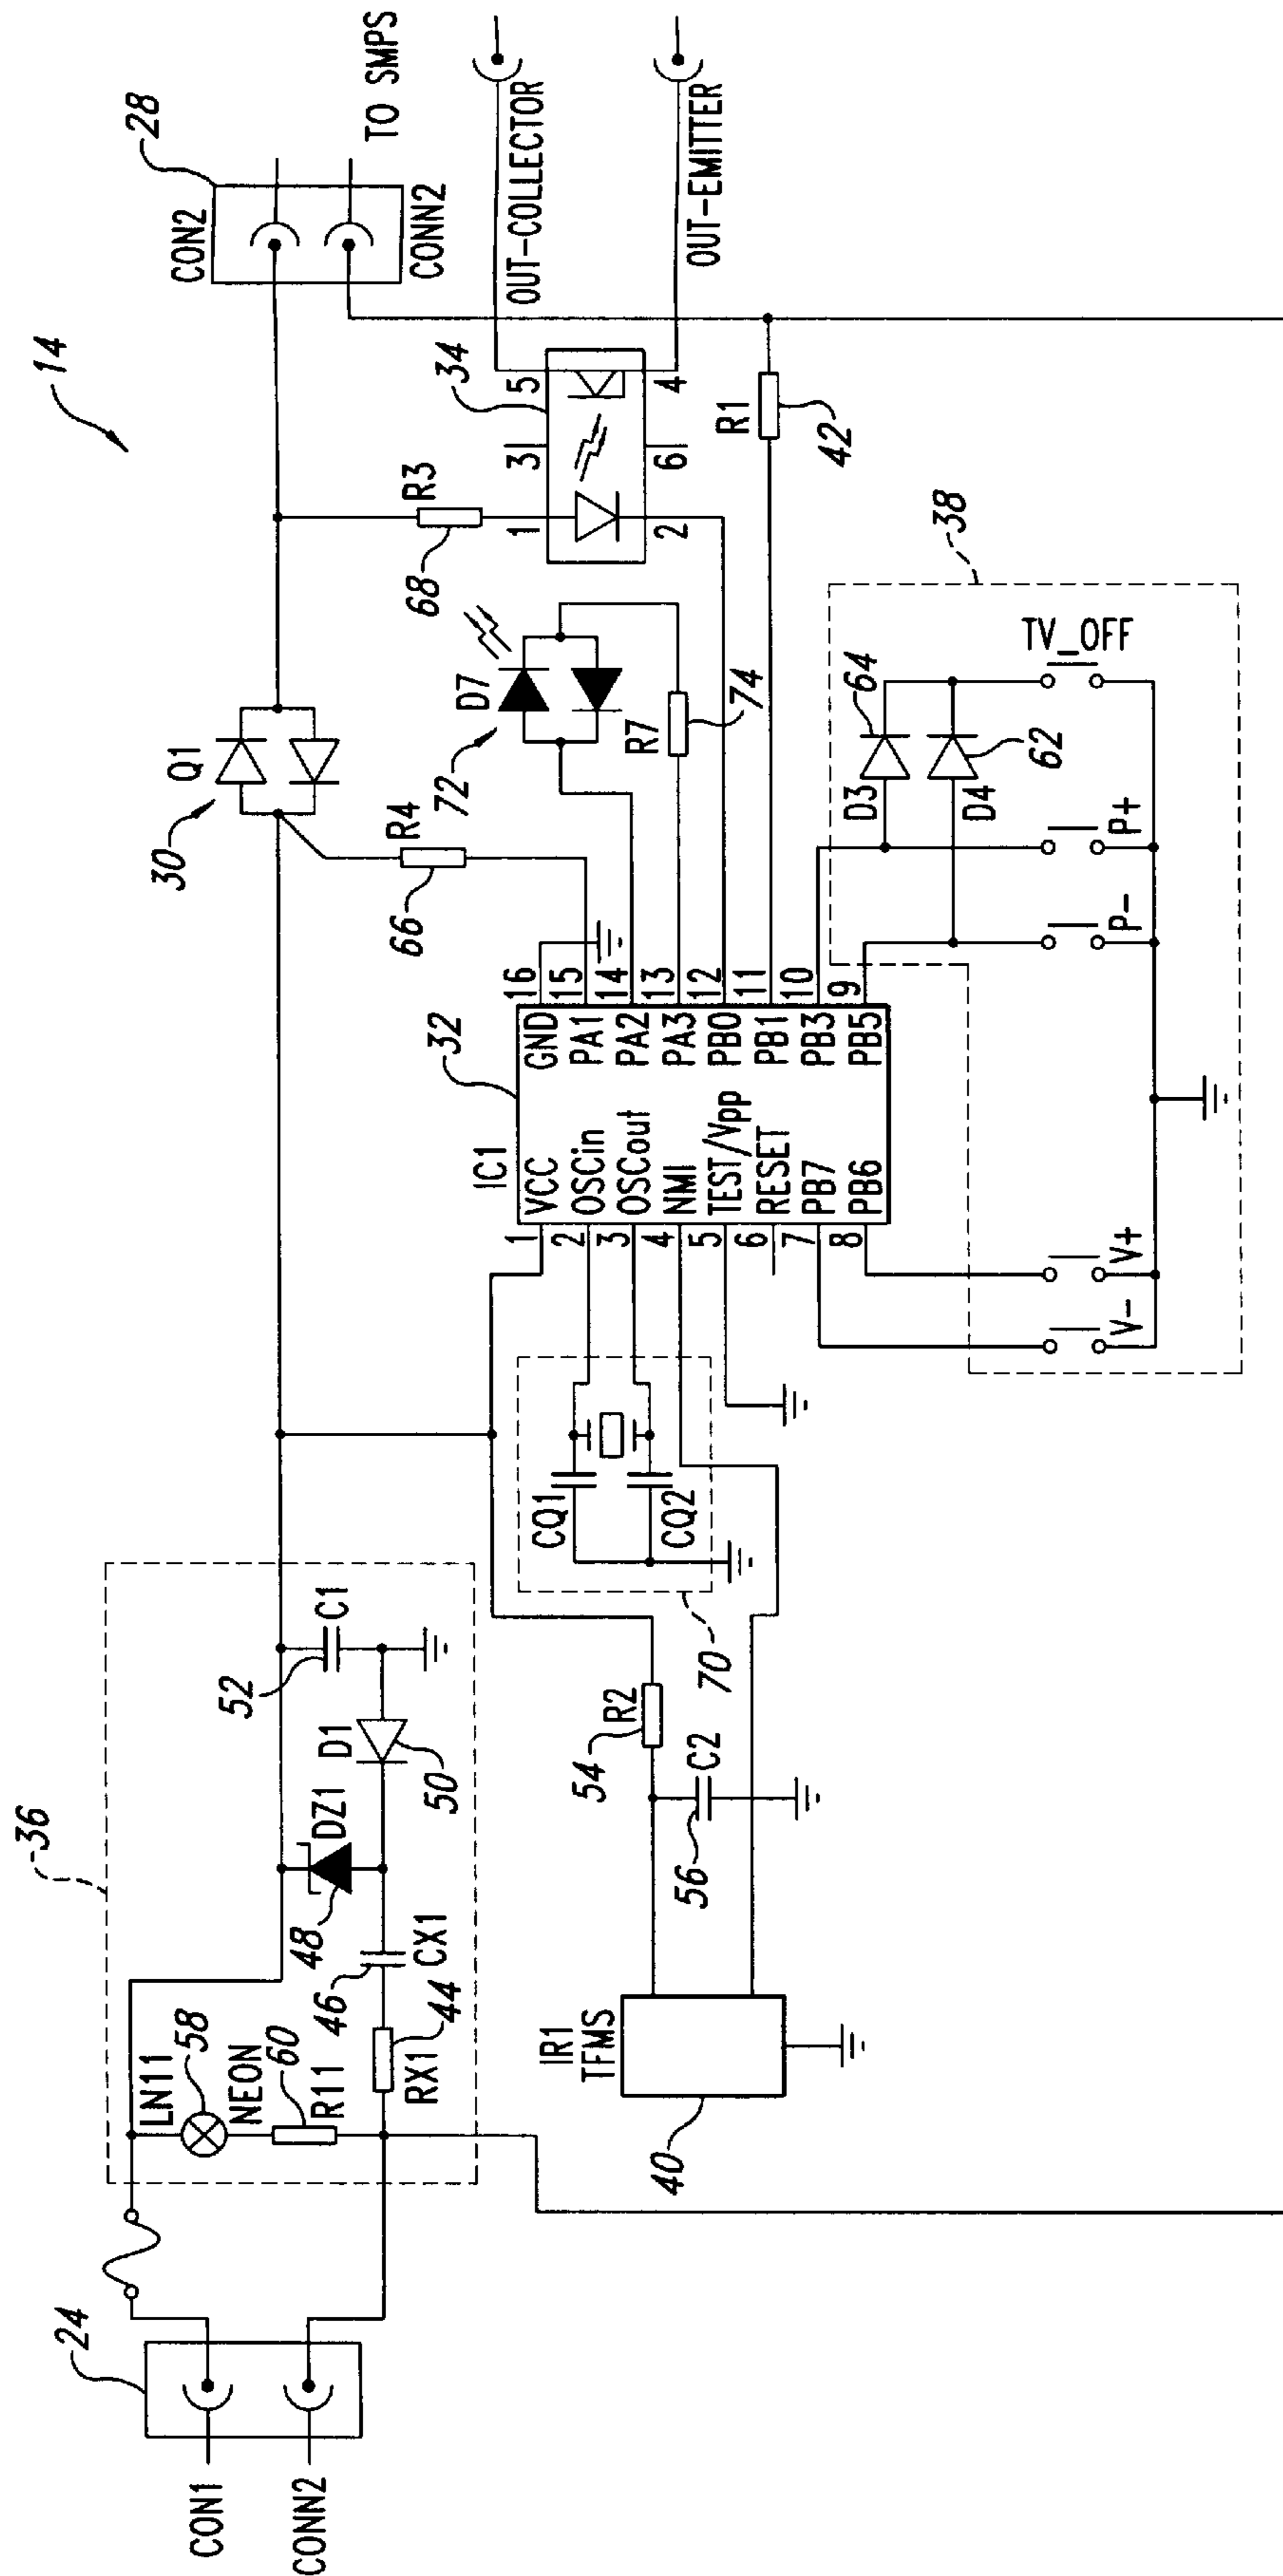 14
36
24
CON1
CONN2
LN11
58
NEON
60
R11
RX1
44
46
CX1
48
DZ1
D1
50
52
C1
30
Q1
28
CON2
CONN2
TO SMPS
66
R4
68
R3
72
D7
R7
74
34
1
2
3
6
5
4
OUT-COLLECTOR
OUT-EMITTER
R1
42
IR1
TFMS
40
54
R2
56
C2
70
CQ1
CQ2
32
IC1
1
2
3
4
5
6
7
8
VCC
OSCin
OSCout
NMI
TEST/Vpp
RESET
PB7
PB6
GND
PA1
PA2
PA3
PB0
PB1
PB3
PB5
16
15
14
13
12
11
10
9
38
D3
64
D4
62
V-
V+
P-
P+
TV_OFF